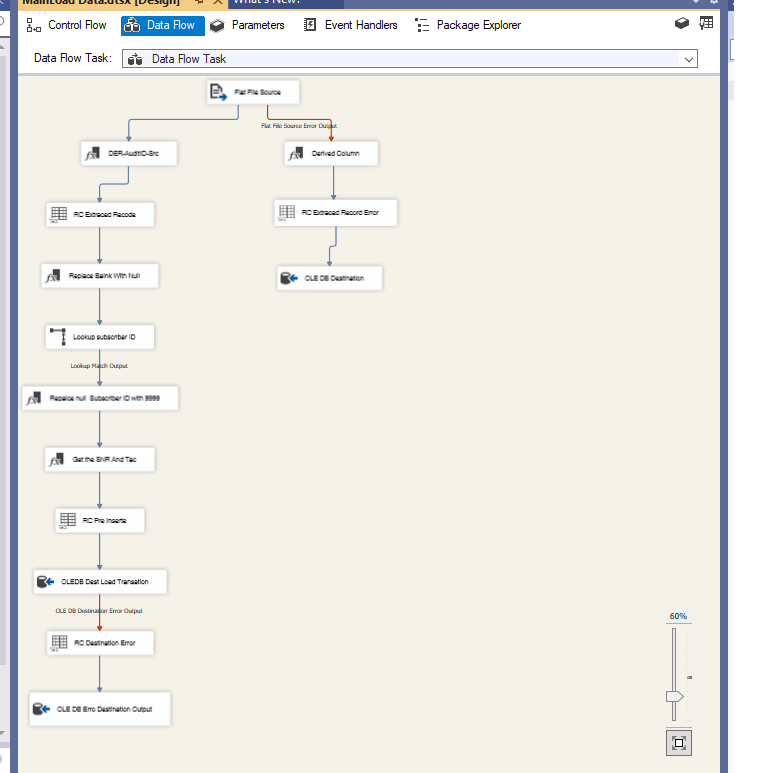 MainLoad Data.dtsx [Design]
What's New?
Control Flow
Data Flow
Parameters
Event Handlers
Package Explorer
Data Flow Task:
Data Flow Task
Flat File Source
Flat File Source Error Output
DER-AuditID-Src
Derived Column
RC Extraced Recode
RC Extraced Record Error
Replace Balnk With Null
OLE DB Destination
Lookup subscriber ID
Lookup Match Output
Repalce null Subscriber ID with 9999
Get the SNR And Tac
RC Pre Inserte
OLEDB Dest Load Transation
OLE DB Destination Error Output
60%
RC Destination Error
OLE DB Erro Destination Output